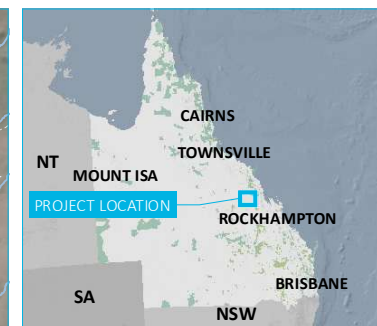 CAIRNS
TOWNSVILLE
NT
MOUNT ISA
PROJECT LOCATION
ROCKHAMPTON
BRISBANE
SA
NSW